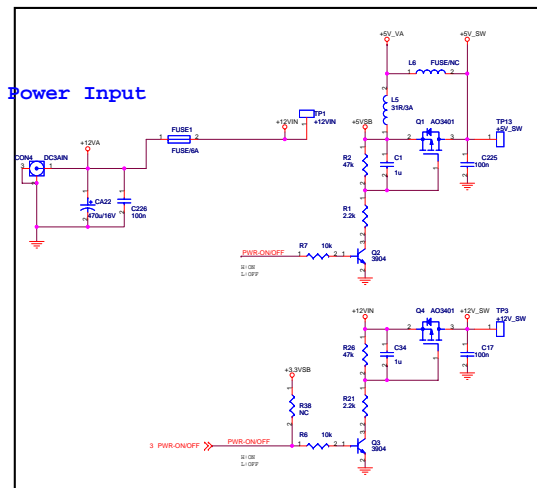 +5V_VA
+5V_SW
L6 FUSE/NC
1 2
Power Input
L5
31R/3A
TP1
+12VIN
+12VIN
+5VSB
Q1 AO3401
TP13
+5V_SW
FUSE1
FUSE/6A
+12VA
CON4 DC3AIN
R2
47k
C1
1u
C225
100n
CA22
470u/16V
C226
100n
R1
2.2k
PWR-ON/OFF
R7 10k
Q2
3904
H:ON
L:OFF
+12VIN
Q4 AO3401
+12V_SW
TP3
+12V_SW
R26
47k
C34
1u
C17
100n
+3.3VSB
R38
NC
R21
2.2k
3 PWR-ON/OFF
PWR-ON/OFF
R6 10k
Q3
3904
H:ON
L:OFF